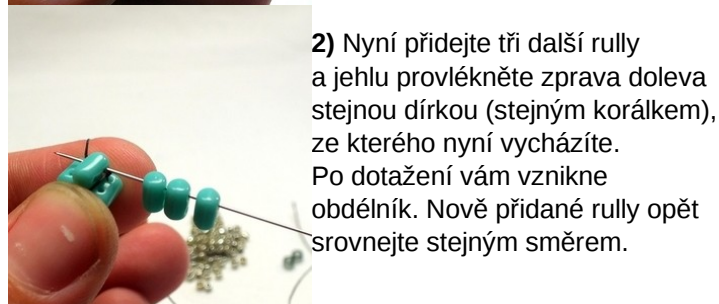 2) Nyní přidejte tři další rully
a jehlu provlékněte zprava doleva
stejnou dírkou (stejným korálkem),
ze kterého nyní vycházíte.
Po dotažení vám vznikne
obdélník. Nově přidané rully opět
srovnejte stejným směrem.